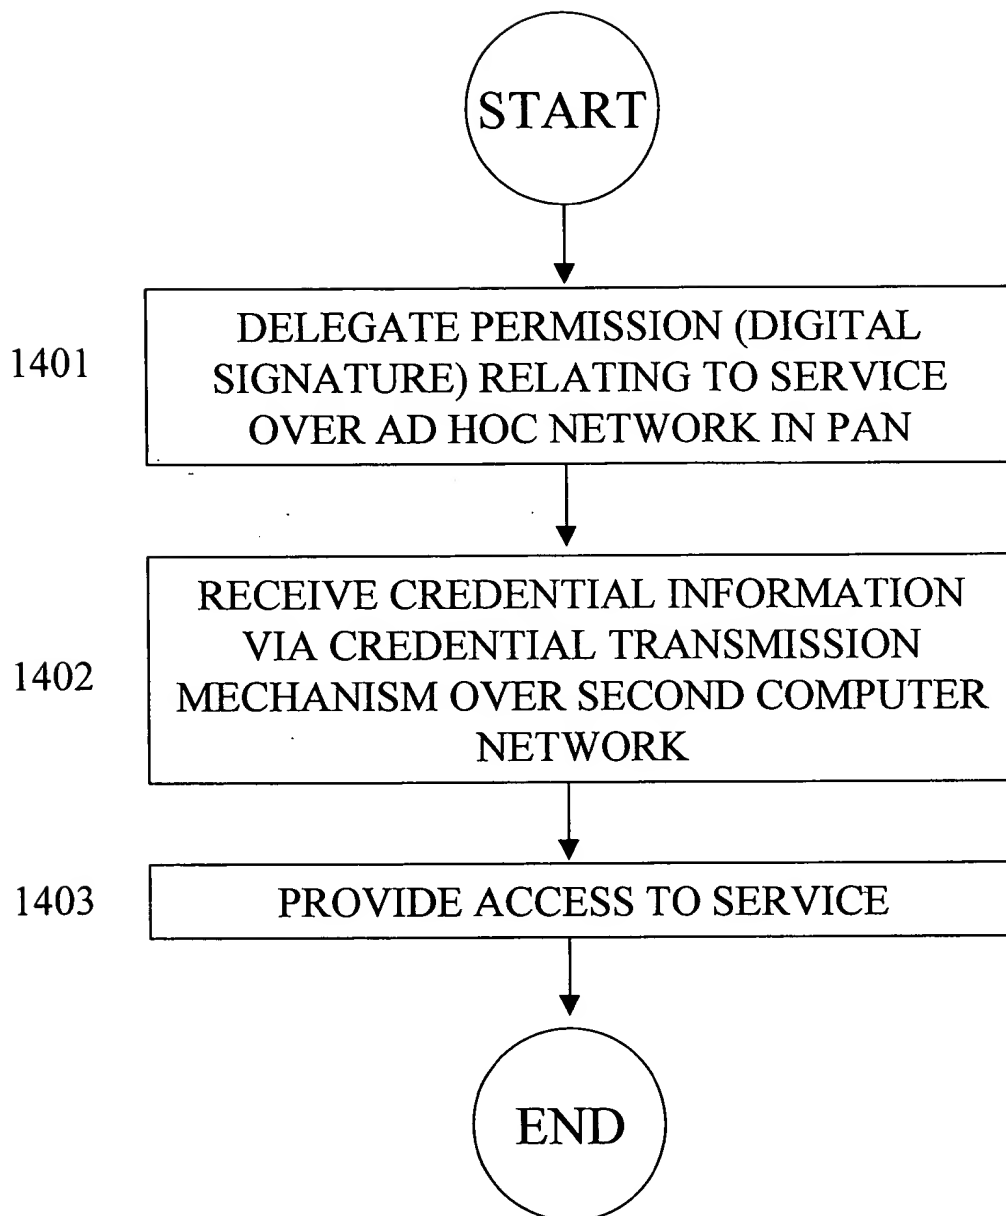 START
1401
DELEGATE PERMISSION (DIGITAL
SIGNATURE) RELATING TO SERVICE
OVER AD HOC NETWORK IN PAN
1402
RECEIVE CREDENTIAL INFORMATION
VIA CREDENTIAL TRANSMISSION
MECHANISM OVER SECOND COMPUTER
NETWORK
1403
PROVIDE ACCESS TO SERVICE
END